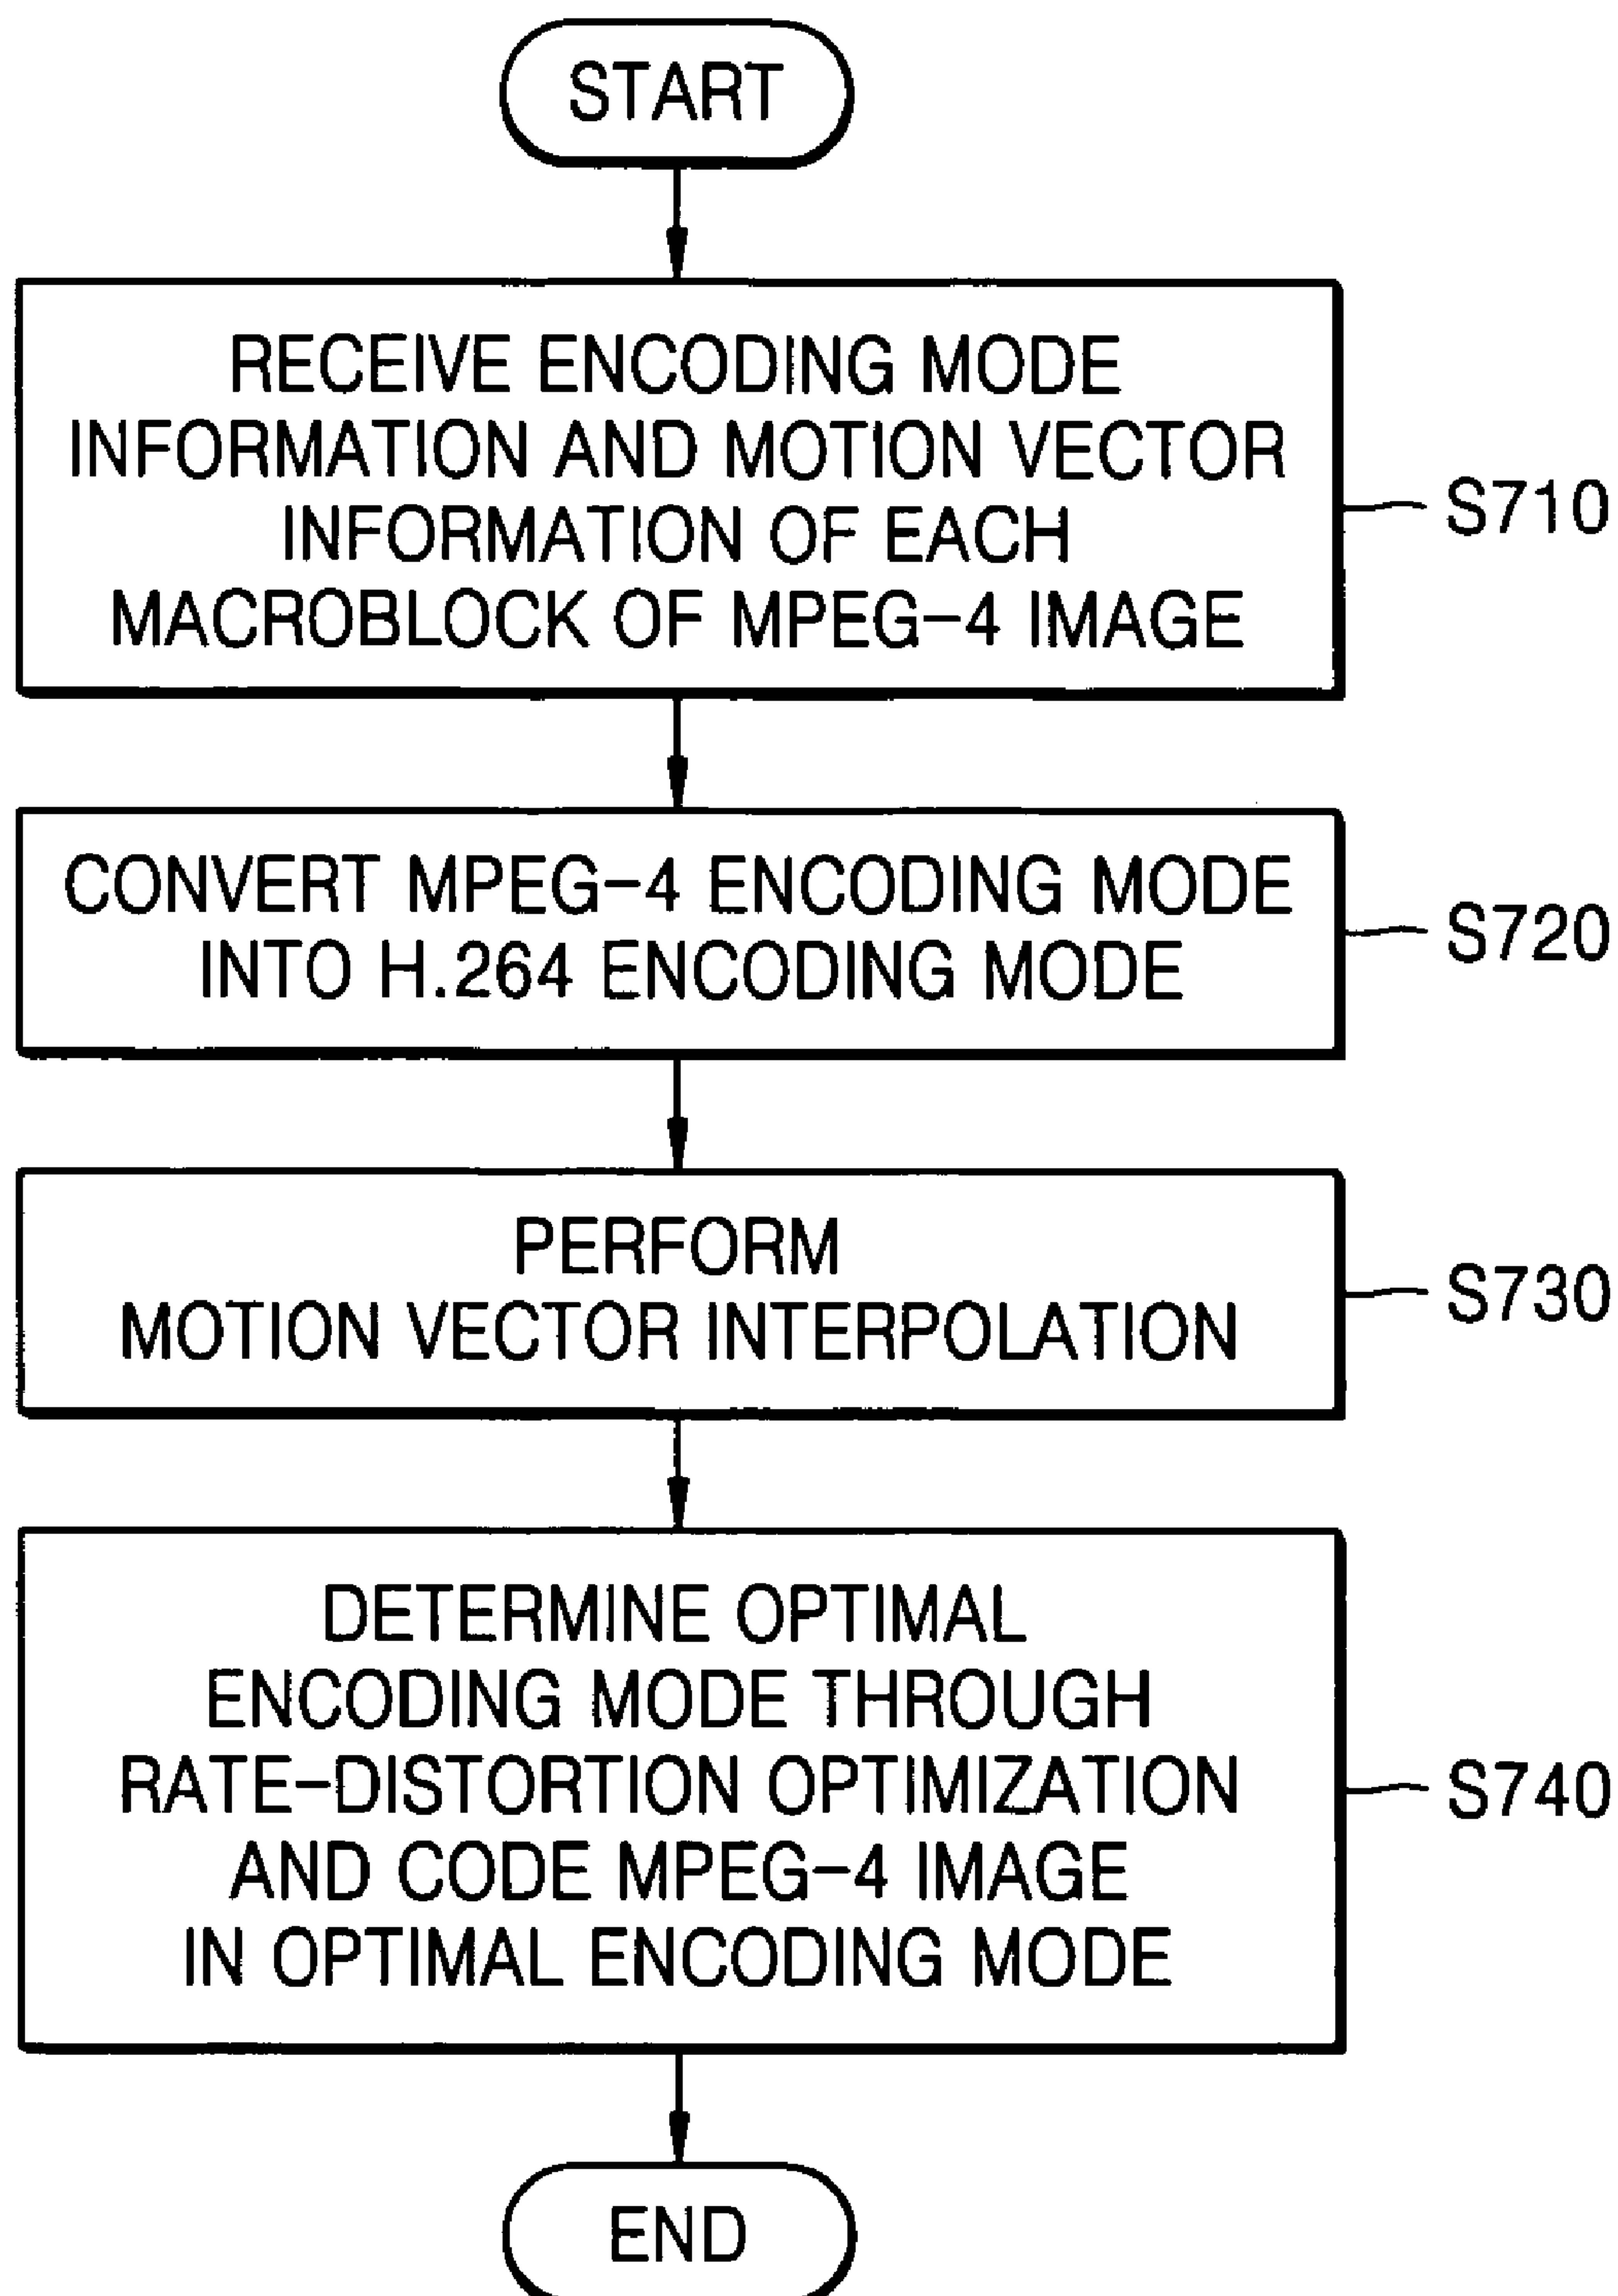 START
RECEIVE ENCODING MODE
INFORMATION AND MOTION VECTOR
INFORMATION OF EACH
MACROBLOCK OF MPEG-4 IMAGE
S710
CONVERT MPEG-4 ENCODING MODE
INTO H.264 ENCODING MODE
S720
PERFORM
MOTION VECTOR INTERPOLATION
S730
DETERMINE OPTIMAL
ENCODING MODE THROUGH
RATE-DISTORTION OPTIMIZATION
AND CODE MPEG-4 IMAGE
IN OPTIMAL ENCODING MODE
S740
END